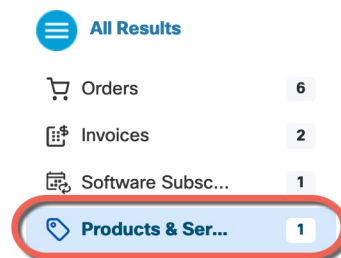 All Results
Orders 6
Invoices 2
Software Subsc... 1
Products & Ser... 1